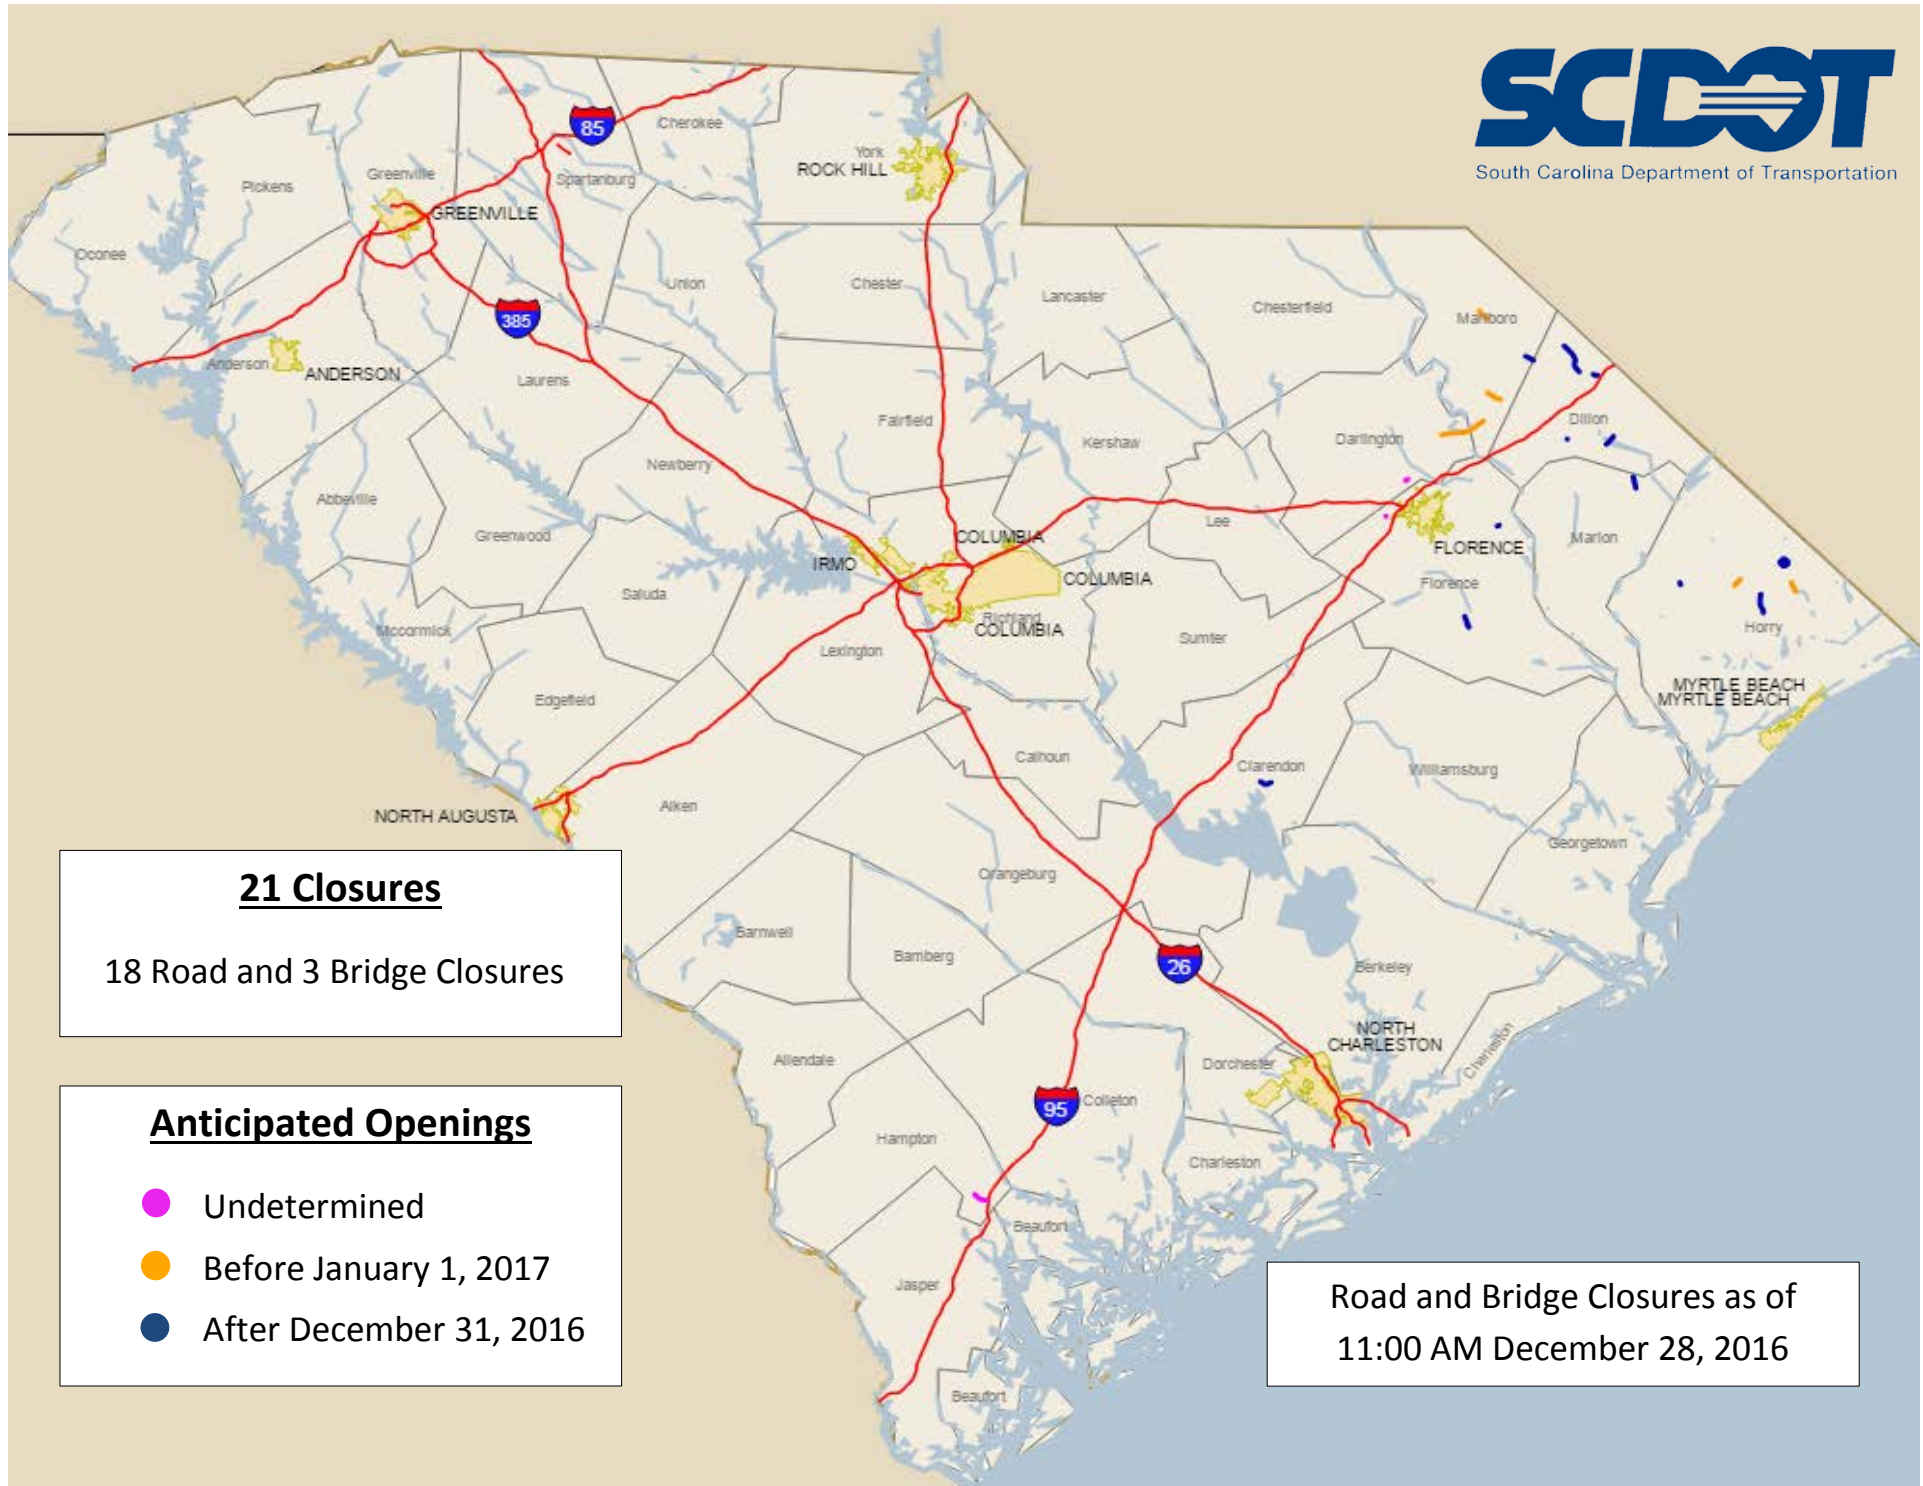 SCDOT
South Carolina Department of Transportation
85
Cherokee
York
ROCK HILL
Pickens
Greenville
Spartanburg
GREENVILLE
Oconee
Union
Chester
Lancaster
Chesterfield
Marlboro
385
Anderson
ANDERSON
Laurens
Fairfield
Kershaw
Darlington
Dillon
Newberry
Abbeville
Greenwood
Lee
COLUMBIA
FLORENCE
Marion
IRMO
COLUMBIA
Florence
Saluda
Richland
COLUMBIA
Mccormick
Lexington
Sumter
Horry
Edgefield
MYRTLE BEACH
MYRTLE BEACH
Calhoun
Clarendon
Williamsburg
Aiken
NORTH AUGUSTA
Georgetown
Orangeburg
21 Closures
18 Road and 3 Bridge Closures
Barnwell
Bamberg
26
Berkeley
NORTH
CHARLESTON
Charleston
Allendale
Dorchester
95
Colleton
Hampton
Charleston
Beaufort
Jasper
Beaufort
Anticipated Openings
Undetermined
Before January 1, 2017
After December 31, 2016
Road and Bridge Closures as of
11:00 AM December 28, 2016